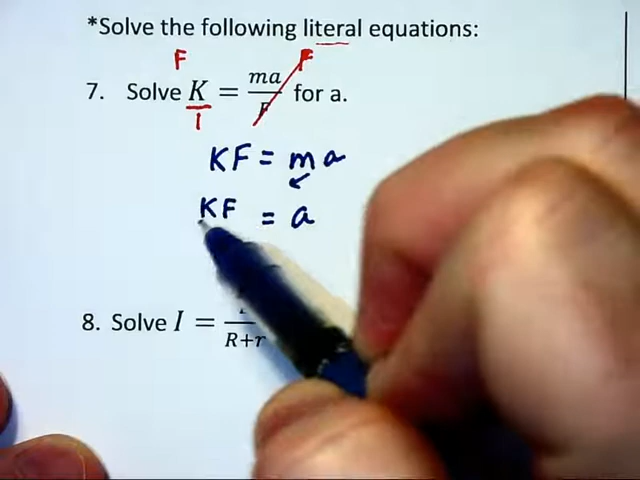 *Solve the following literal equations:
F F
7. Solve K/1 = ma/F for a.
KF = ma
KF = a
8. Solve I = /R+r